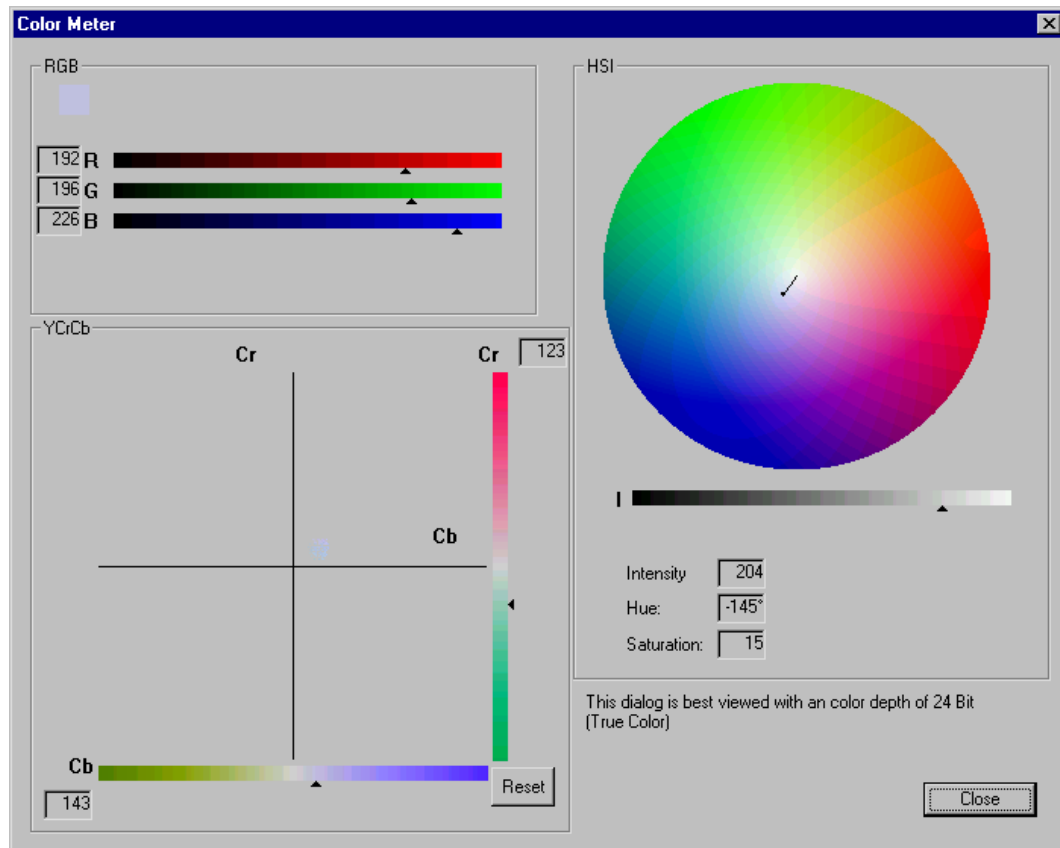 Color Meter
RGB
192 R
196 G
226 B
YCrCb
Cr
Cr 123
Cb
Cb
143
Reset
HSI
I
Intensity 204
Hue: -145°
Saturation: 15
This dialog is best viewed with an color depth of 24 Bit
(True Color)
Close